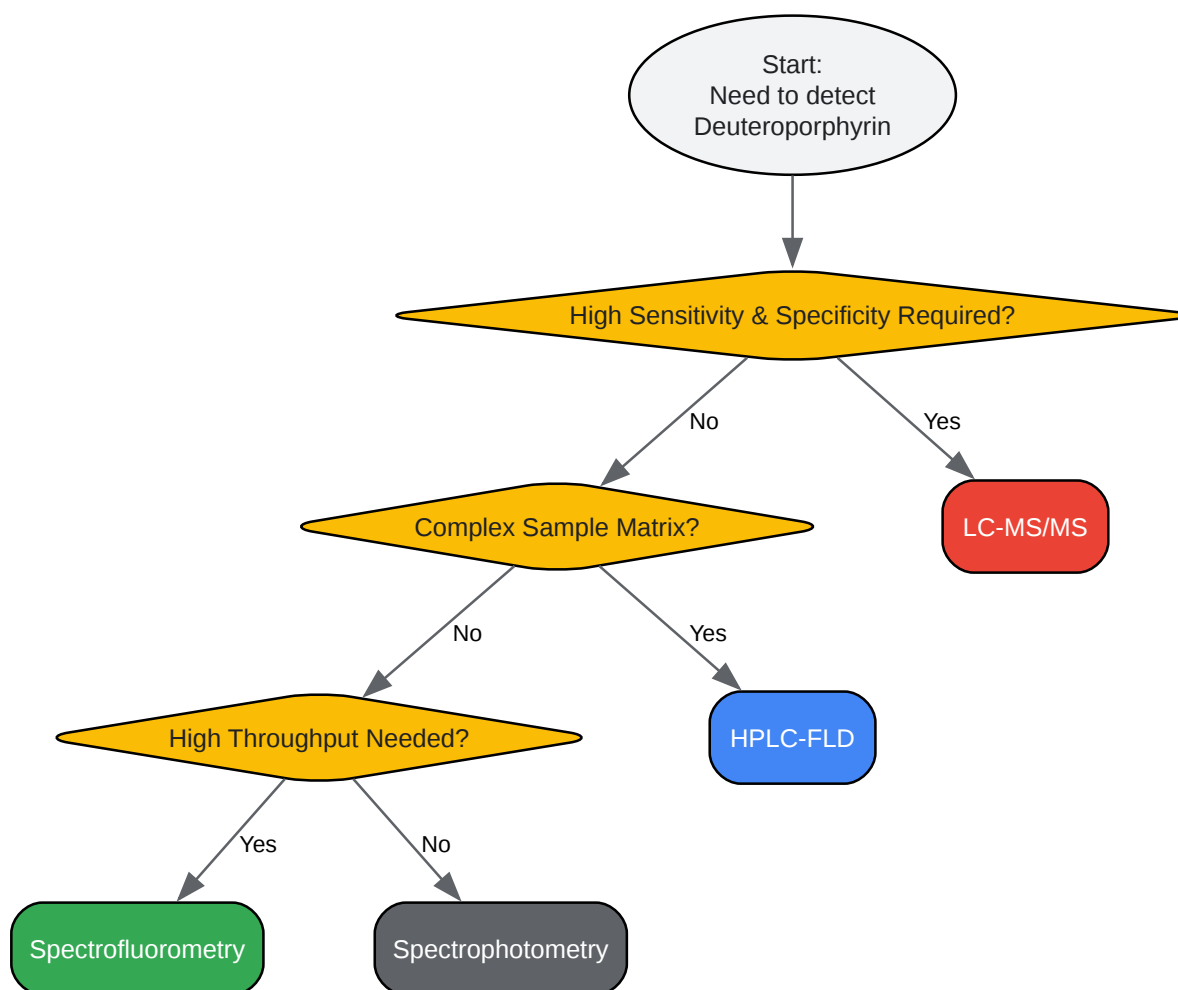 Start:
Need to detect
Deuteroporphyrin
High Sensitivity & Specificity Required?
No
Yes
Complex Sample Matrix?
LC-MS/MS
No
Yes
High Throughput Needed?
HPLC-FLD
Yes
No
Spectrofluorometry
Spectrophotometry